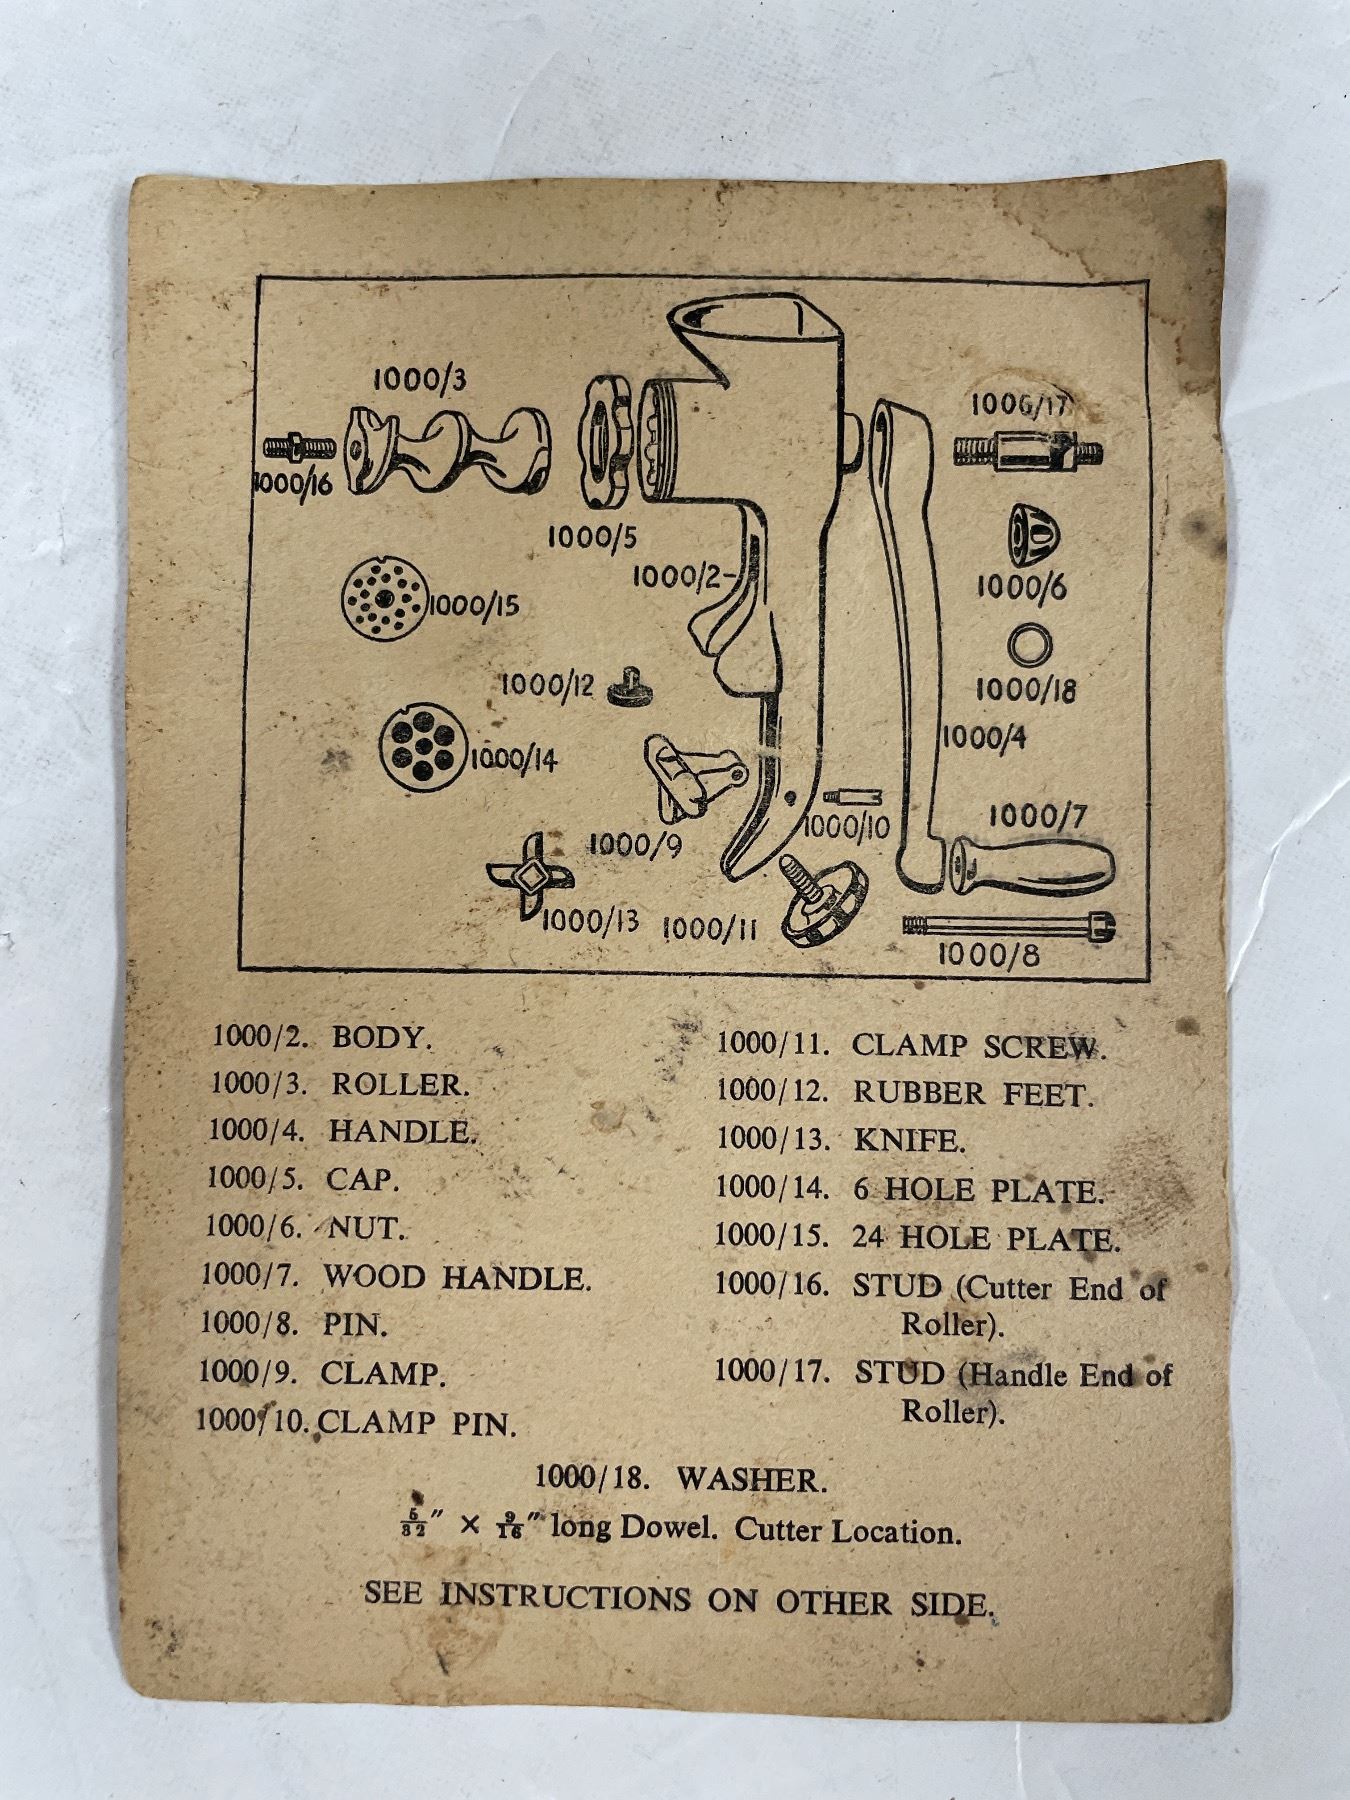 1000/3
1006/17
1000/16
1000/5
1000/2
1000/6
1000/15
1000/12
1000/18
1000/4
1000/14
1000/7
1000/10
1000/9
1000/13
1000/11
1000/8
1000/2. BODY.
1000/3. ROLLER.
1000/4. HANDLE.
1000/5. CAP.
1000/6. NUT.
1000/7. WOOD HANDLE.
1000/8. PIN.
1000/9. CLAMP.
1000/10. CLAMP PIN.
1000/11. CLAMP SCREW.
1000/12. RUBBER FEET.
1000/13. KNIFE.
1000/14. 6 HOLE PLATE.
1000/15. 24 HOLE PLATE.
1000/16. STUD (Cutter End of
Roller).
1000/17. STUD (Handle End of
Roller).
1000/18. WASHER.
5/32" × 9/16" long Dowel. Cutter Location.
SEE INSTRUCTIONS ON OTHER SIDE.